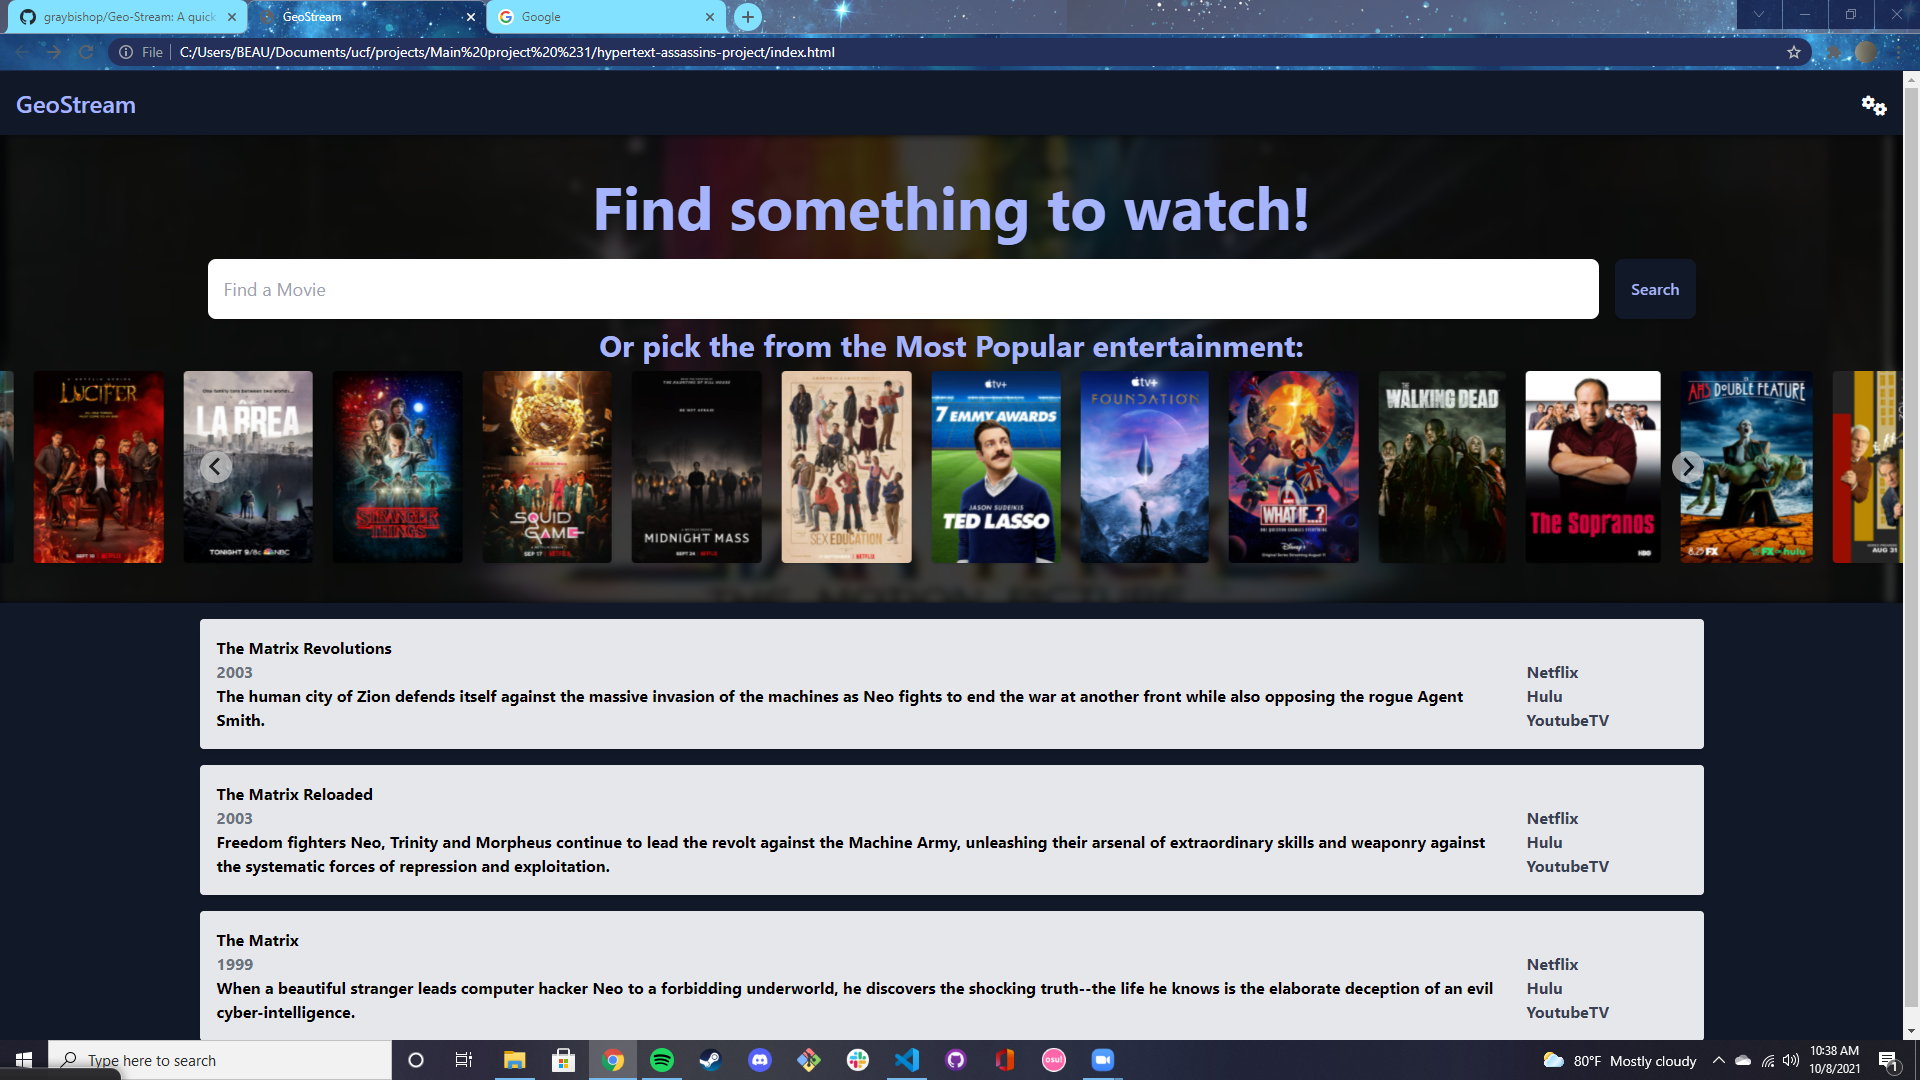 graybishop/Geo-Stream: A quick
GeoStream
Google
File
C:/Users/BEAU/Documents/ucf/projects/Main%20project%20%231/hypertext-assassins-project/index.html
GeoStream
Find something to watch!
Find a Movie
Search
Or pick the from the Most Popular entertainment:
LUCIFER
SEPT 10 NETFLIX
LA BREA
TONIGHT 9/8c NBC
STRANGER THINGS
SQUID GAME
SEP 17
BE NOT AFRAID
MIDNIGHT MASS
SEPT 24 NETFLIX
SEX EDUCATION
NETFLIX
tv+
7 EMMY AWARDS
JASON SUDEIKIS
TED LASSO
tv+
FOUNDATION
WHAT IF...?
Disney+
THE WALKING DEAD
The Sopranos
HBO
AHS DOUBLE FEATURE
8.25 FX
FX on hulu
AUG 31
The Matrix Revolutions
2003
The human city of Zion defends itself against the massive invasion of the machines as Neo fights to end the war at another front while also opposing the rogue Agent
Smith.
Netflix
Hulu
YoutubeTV
The Matrix Reloaded
2003
Freedom fighters Neo, Trinity and Morpheus continue to lead the revolt against the Machine Army, unleashing their arsenal of extraordinary skills and weaponry against
the systematic forces of repression and exploitation.
Netflix
Hulu
YoutubeTV
The Matrix
1999
When a beautiful stranger leads computer hacker Neo to a forbidding underworld, he discovers the shocking truth--the life he knows is the elaborate deception of an evil
cyber-intelligence.
Netflix
Hulu
YoutubeTV
Type here to search
osu!
80°F Mostly cloudy
10:38 AM
10/8/2021
1